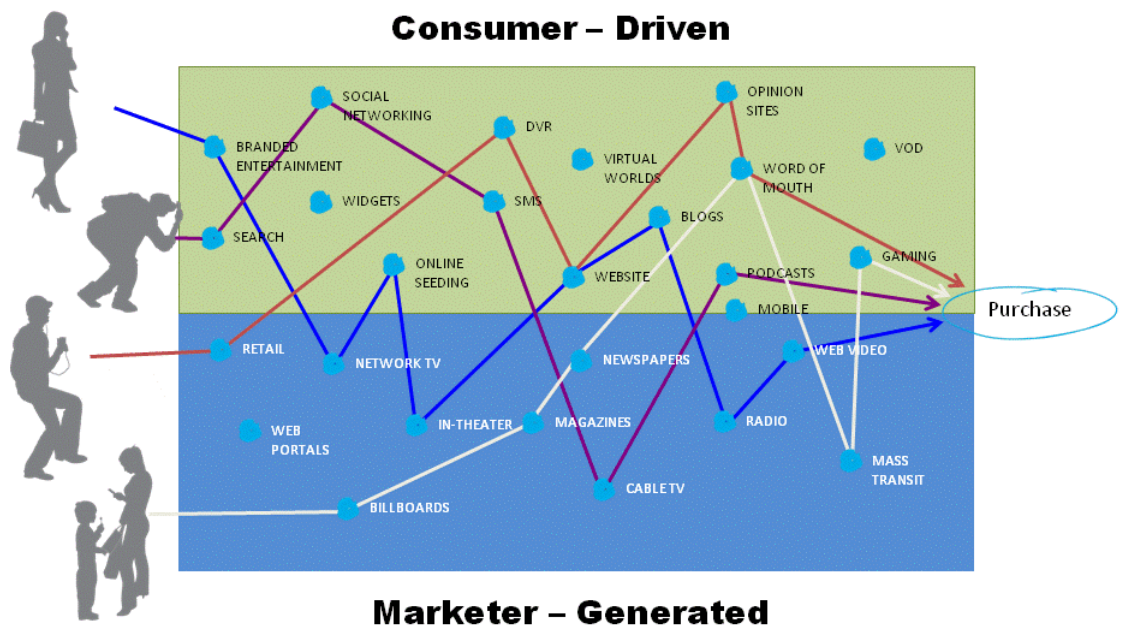 Consumer – Driven
SOCIAL
NETWORKING
OPINION
SITES
DVR
BRANDED
ENTERTAINMENT
VIRTUAL
WORLDS
VOD
WORD OF
MOUTH
WIDGETS
SMS
BLOGS
SEARCH
ONLINE
SEEDING
WEBSITE
PODCASTS
GAMING
MOBILE
Purchase
RETAIL
NETWORK TV
NEWSPAPERS
WEB VIDEO
WEB
PORTALS
IN-THEATER
MAGAZINES
RADIO
MASS
TRANSIT
CABLE TV
BILLBOARDS
Marketer – Generated